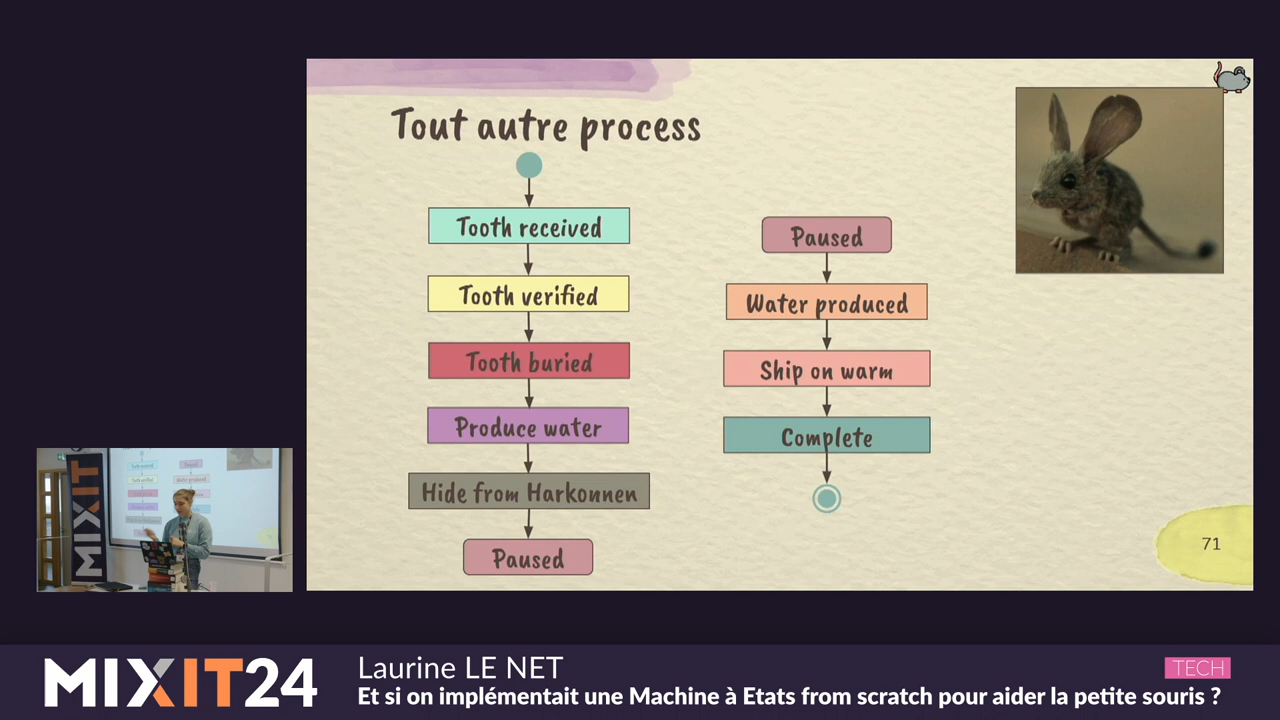 Tout autre process
Tooth received
Tooth verified
Tooth buried
Produce water
Hide from Harkonnen
Paused
Paused
Water produced
Ship on warm
Complete
71
MIXIT
MIXIT24
Laurine LE NET
TECH
Et si on implémentait une Machine à Etats from scratch pour aider la petite souris ?